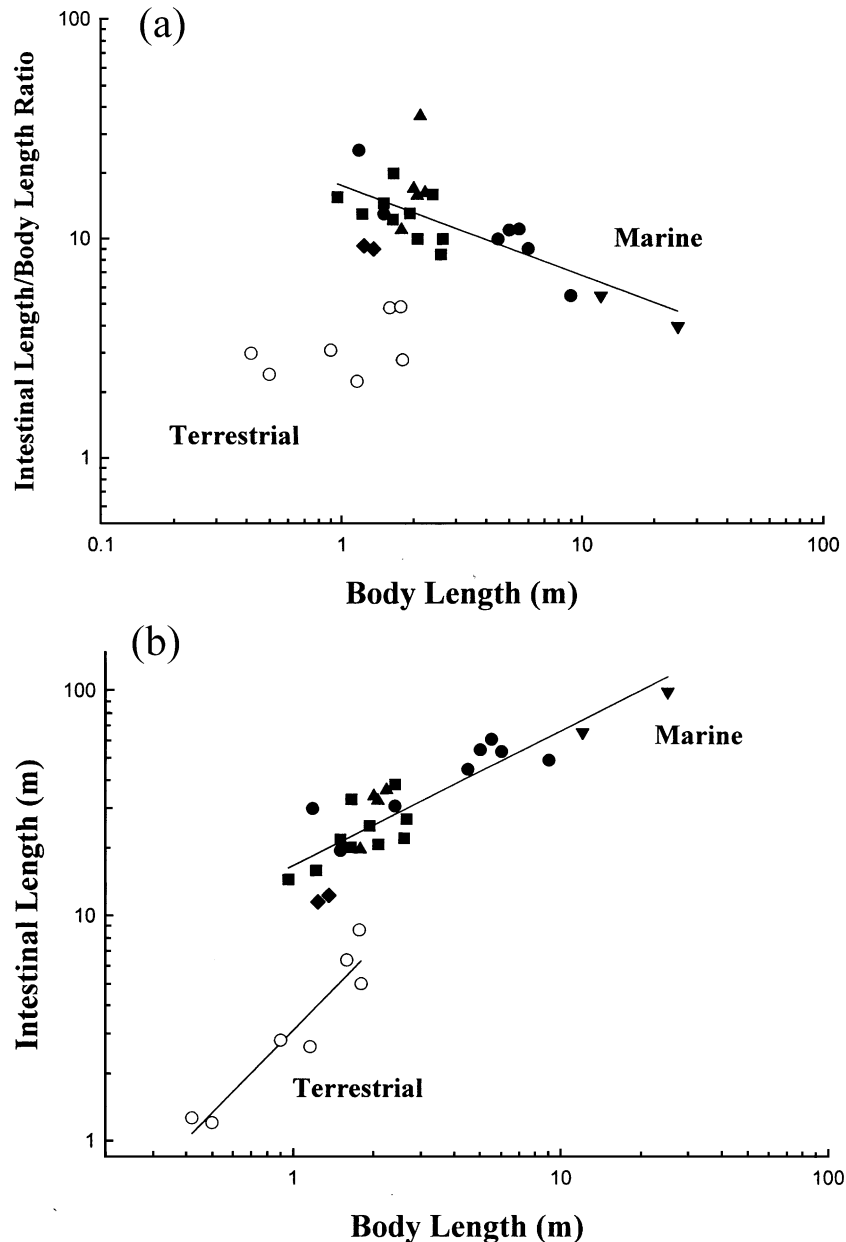 (a)
100
10
1
Intestinal Length/Body Length Ratio
Marine
Terrestrial
0.1 1 10 100
Body Length (m)
(b)
100
10
1
Intestinal Length (m)
Marine
Terrestrial
1 10 100
Body Length (m)